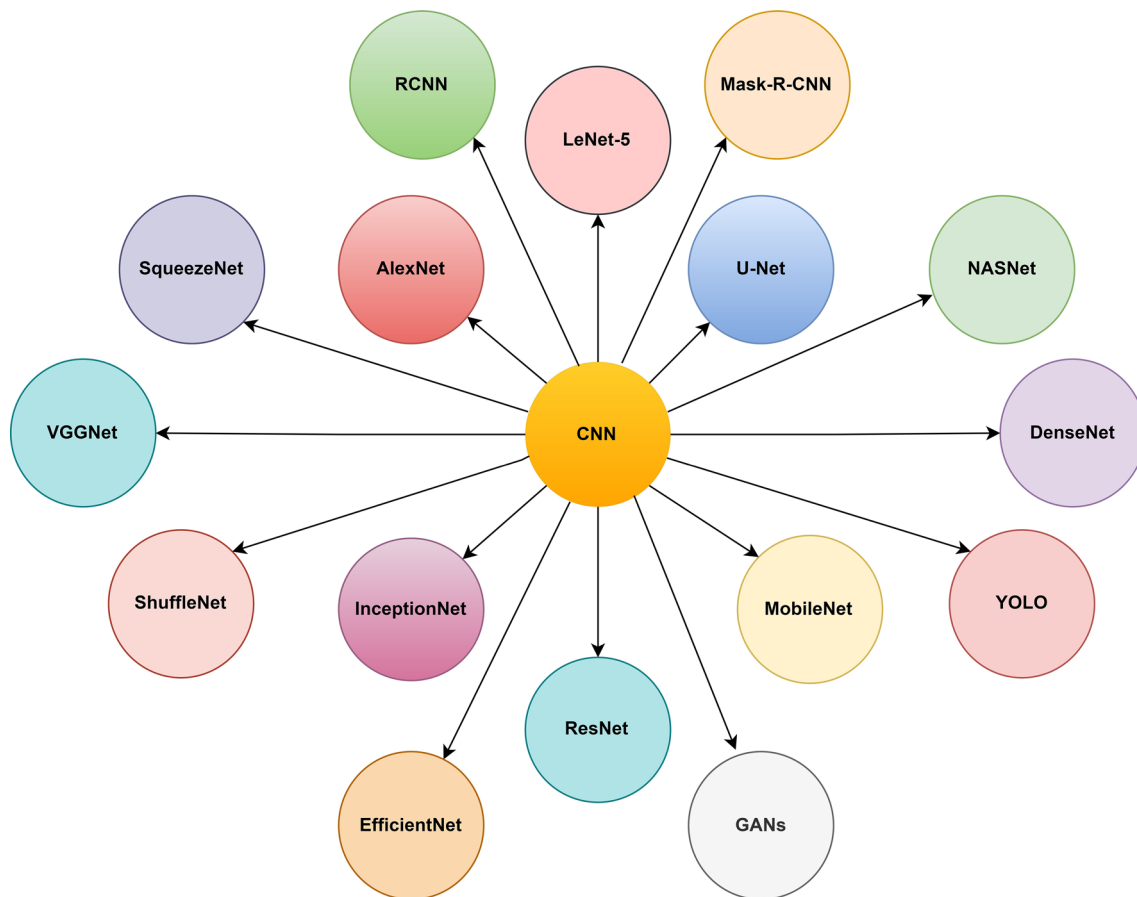 RCNN
Mask-R-CNN
LeNet-5
SqueezeNet
AlexNet
U-Net
NASNet
VGGNet
CNN
DenseNet
ShuffleNet
InceptionNet
MobileNet
YOLO
ResNet
EfficientNet
GANs